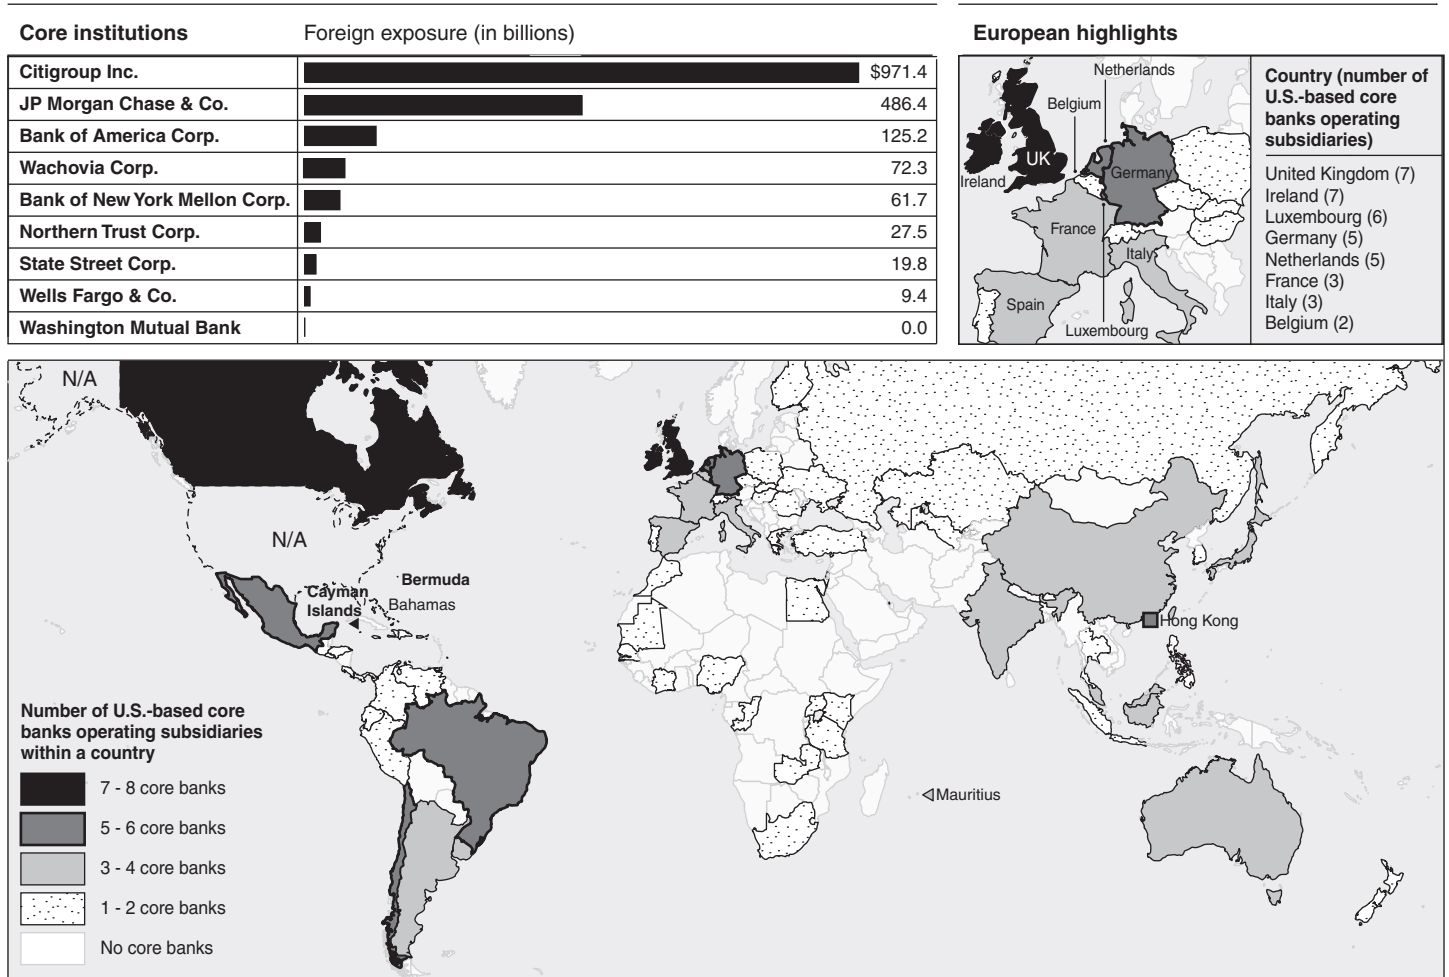 Core institutions
Foreign exposure (in billions)
Citigroup Inc.
$971.4
JP Morgan Chase & Co.
486.4
Bank of America Corp.
125.2
Wachovia Corp.
72.3
Bank of New York Mellon Corp.
61.7
Northern Trust Corp.
27.5
State Street Corp.
19.8
Wells Fargo & Co.
9.4
Washington Mutual Bank
0.0
European highlights
Netherlands
Belgium
UK
Ireland
Germany
France
Italy
Spain
Luxembourg
Country (number of
U.S.-based core
banks operating
subsidiaries)
United Kingdom (7)
Ireland (7)
Luxembourg (6)
Germany (5)
Netherlands (5)
France (3)
Italy (3)
Belgium (2)
N/A
N/A
Cayman
Islands
Bermuda
Bahamas
Hong Kong
Mauritius
Number of U.S.-based core
banks operating subsidiaries
within a country
7 - 8 core banks
5 - 6 core banks
3 - 4 core banks
1 - 2 core banks
No core banks